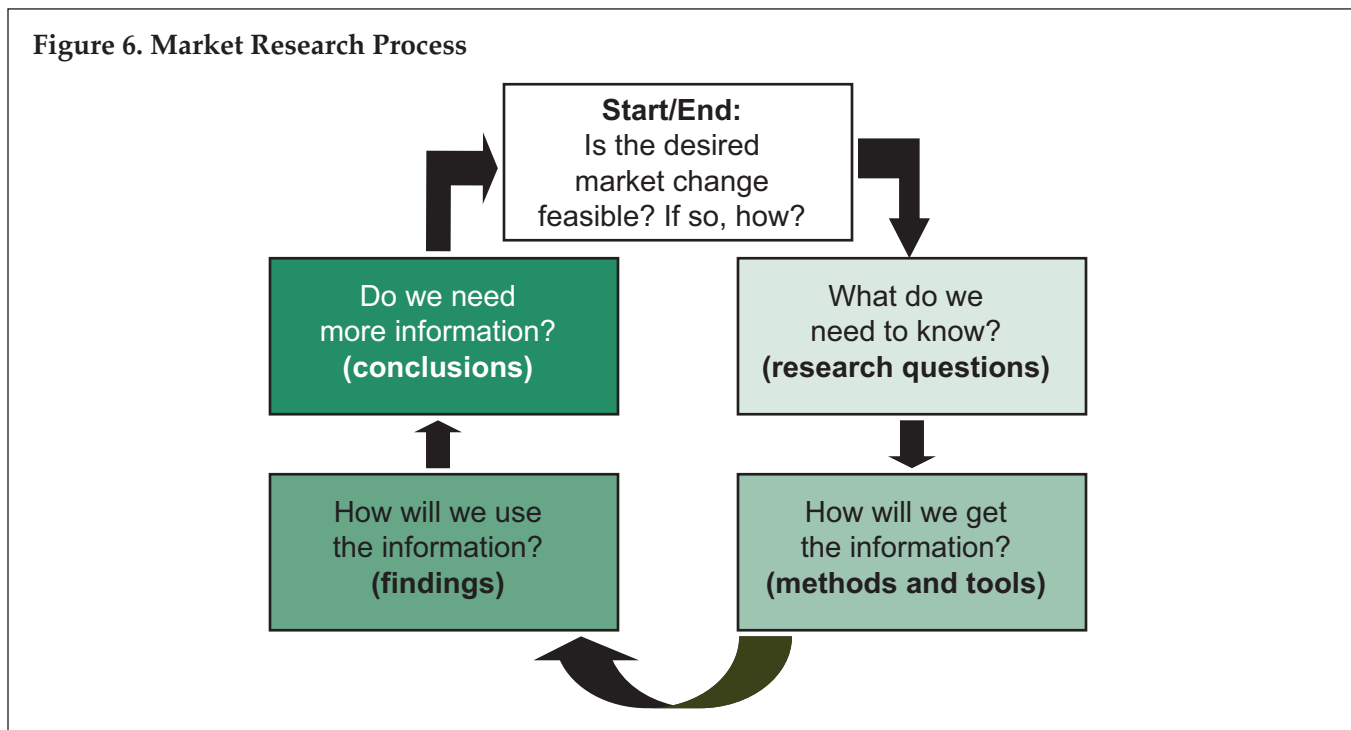 Figure 6. Market Research Process
Start/End:
Is the desired
market change
feasible? If so, how?
Do we need
more information?
(conclusions)
What do we
need to know?
(research questions)
How will we use
the information?
(findings)
How will we get
the information?
(methods and tools)